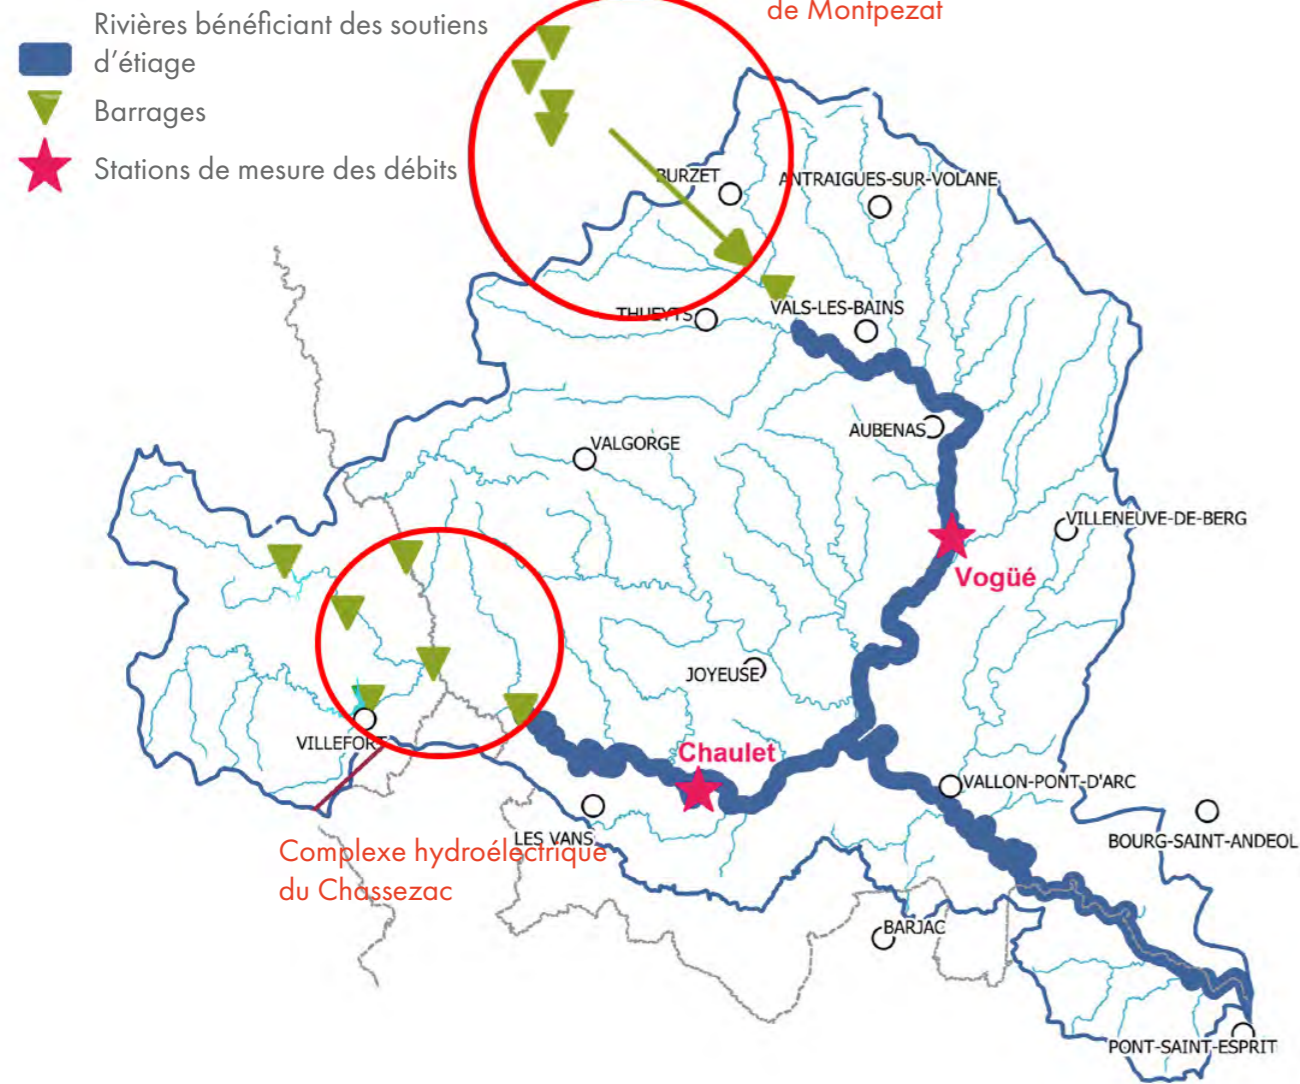 de Montpezat
Rivières bénéficiant des soutiens
d'étiage
Barrages
Stations de mesure des débits
BURZET
ANTRAIGUES-SUR-VOLANE
THUEYTS
VALS-LES-BAINS
AUBENAS
VALGORGE
VILLENEUVE-DE-BERG
Vogüé
JOYEUSE
VILLEFORT
Chaulet
VALLON-PONT-D'ARC
BOURG-SAINT-ANDEOL
LES VANS
Complexe hydroélectrique
du Chassezac
BARJAC
PONT-SAINT-ESPRIT